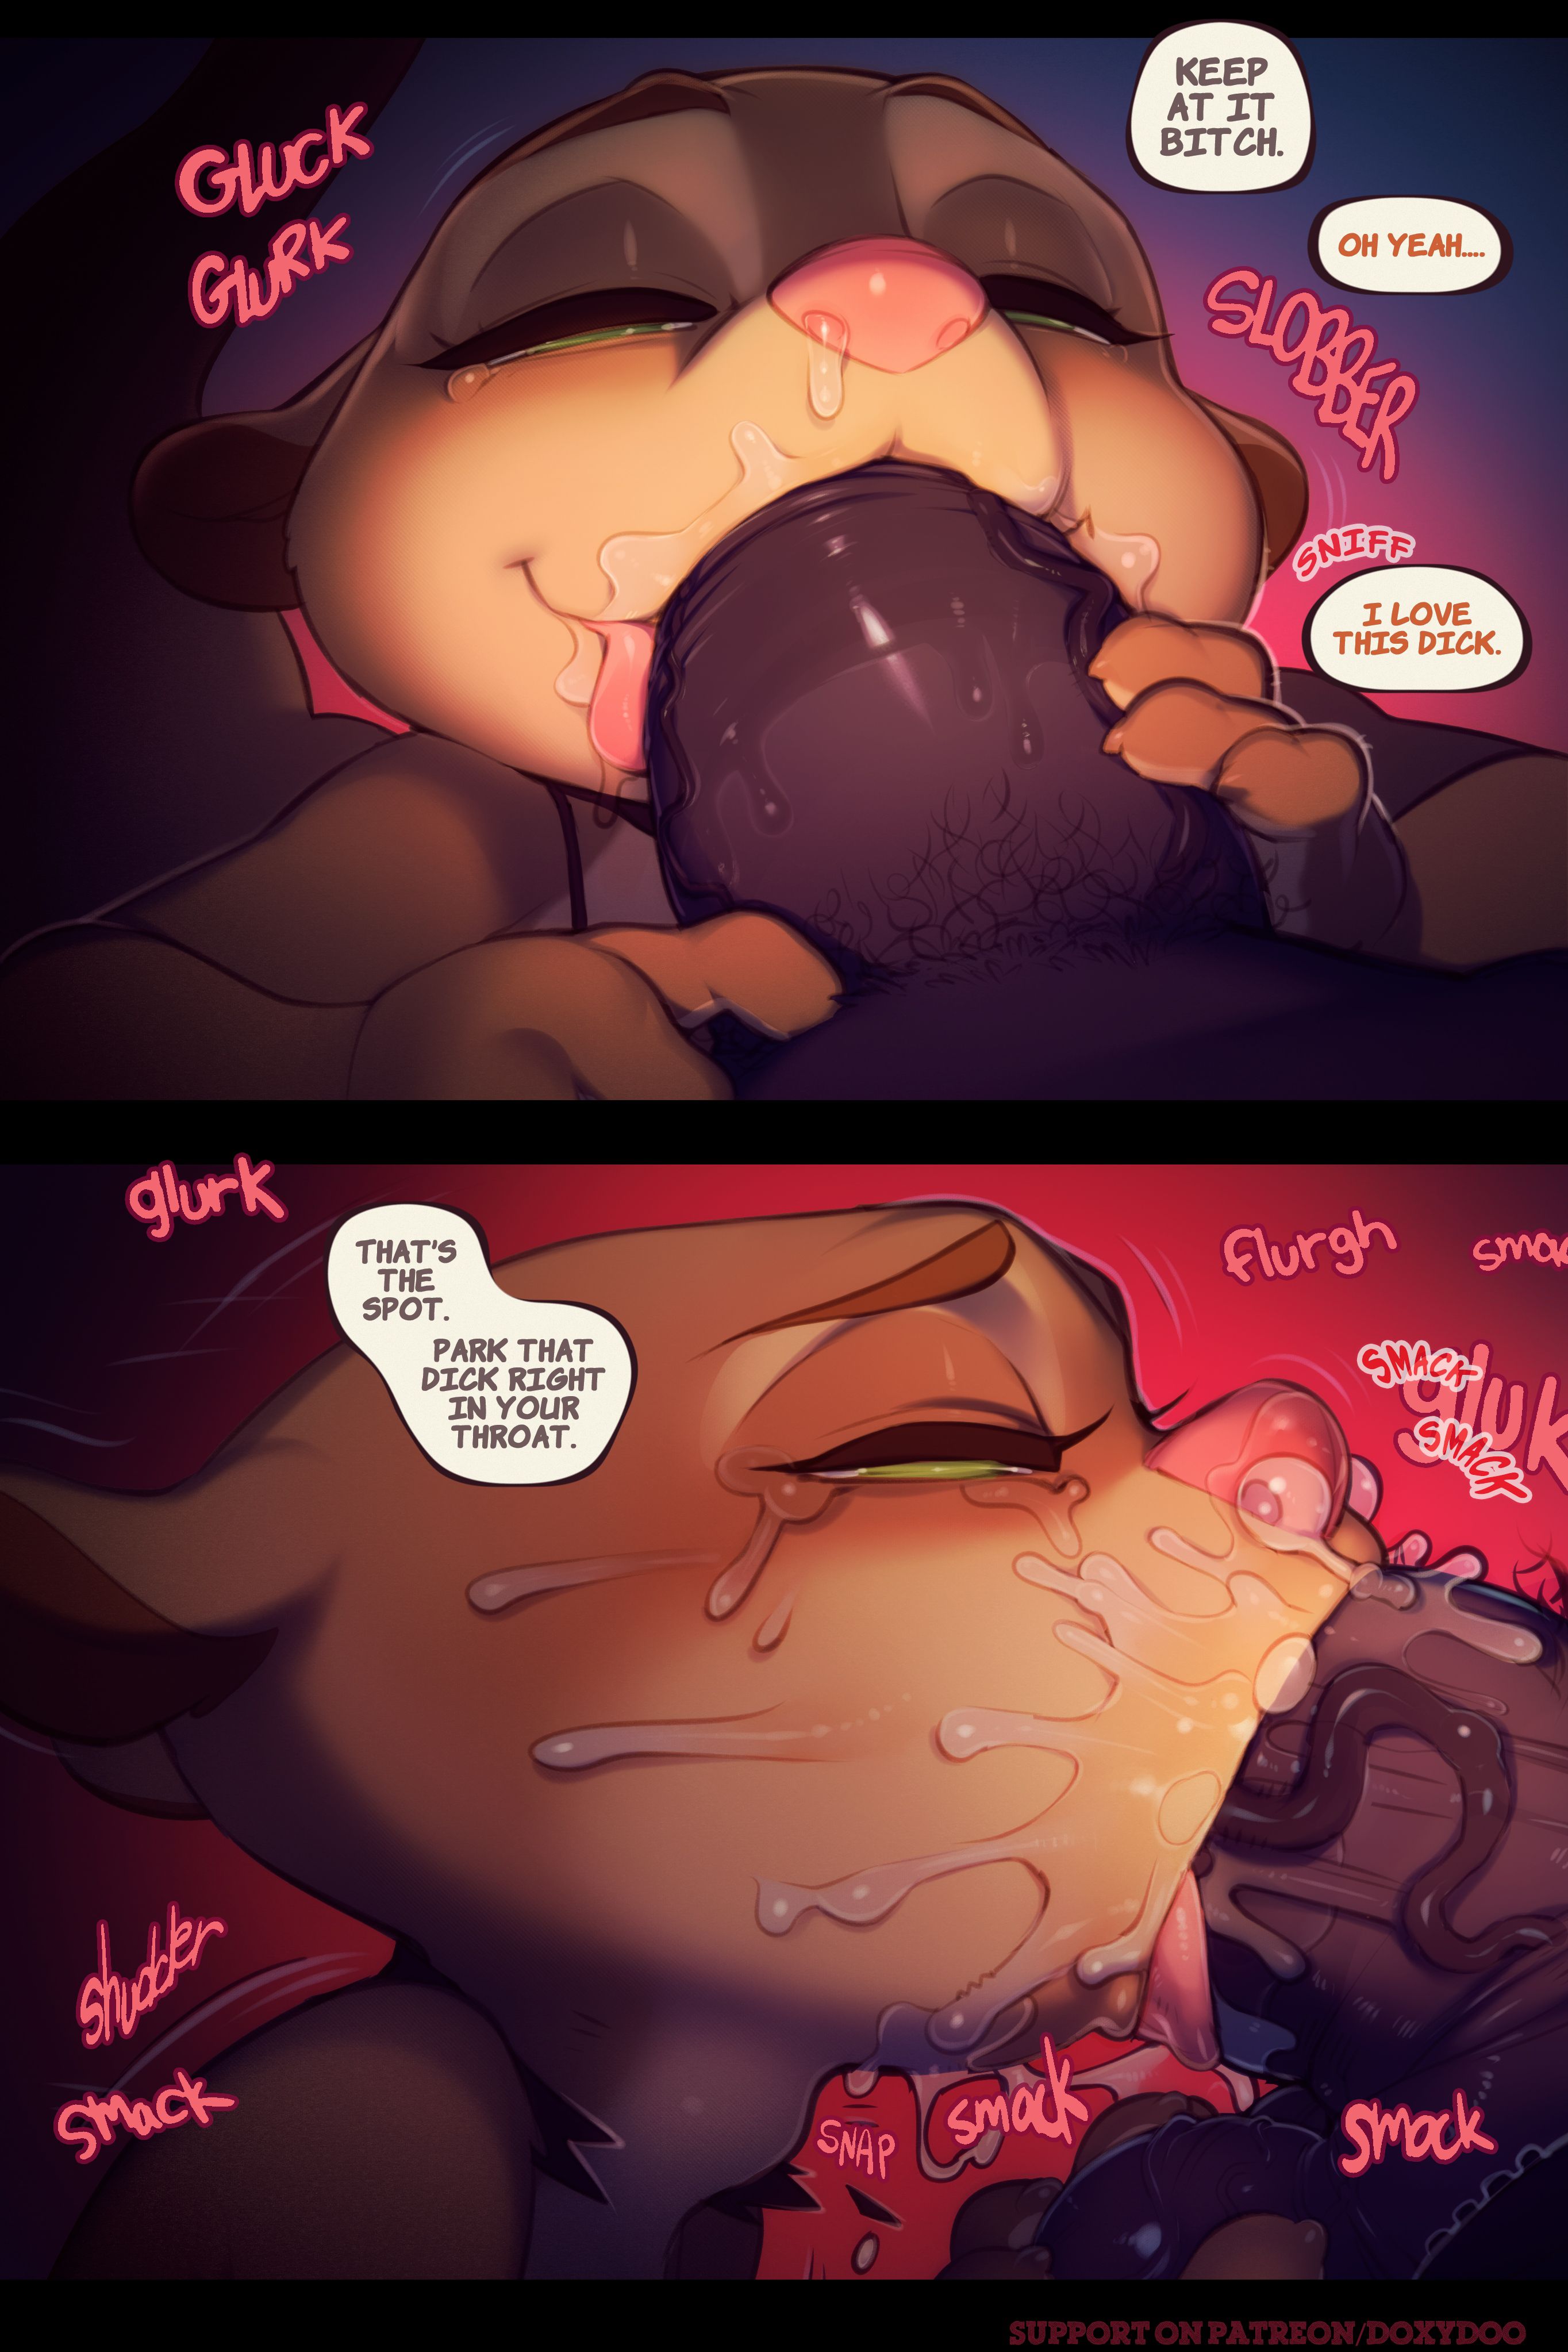 GLUCK
GLURK
KEEP
AT IT
BITCH.
OH YEAH....
SLOBBER
SNIFF
I LOVE
THIS DICK.
glurk
THAT'S
THE
SPOT.
PARK THAT
DICK RIGHT
IN YOUR
THROAT.
flurgh
SMACK
gluk
SMACK
shudder
smack
SNAP
smack
smack
SUPPORT ON PATREON/DOXYDOO